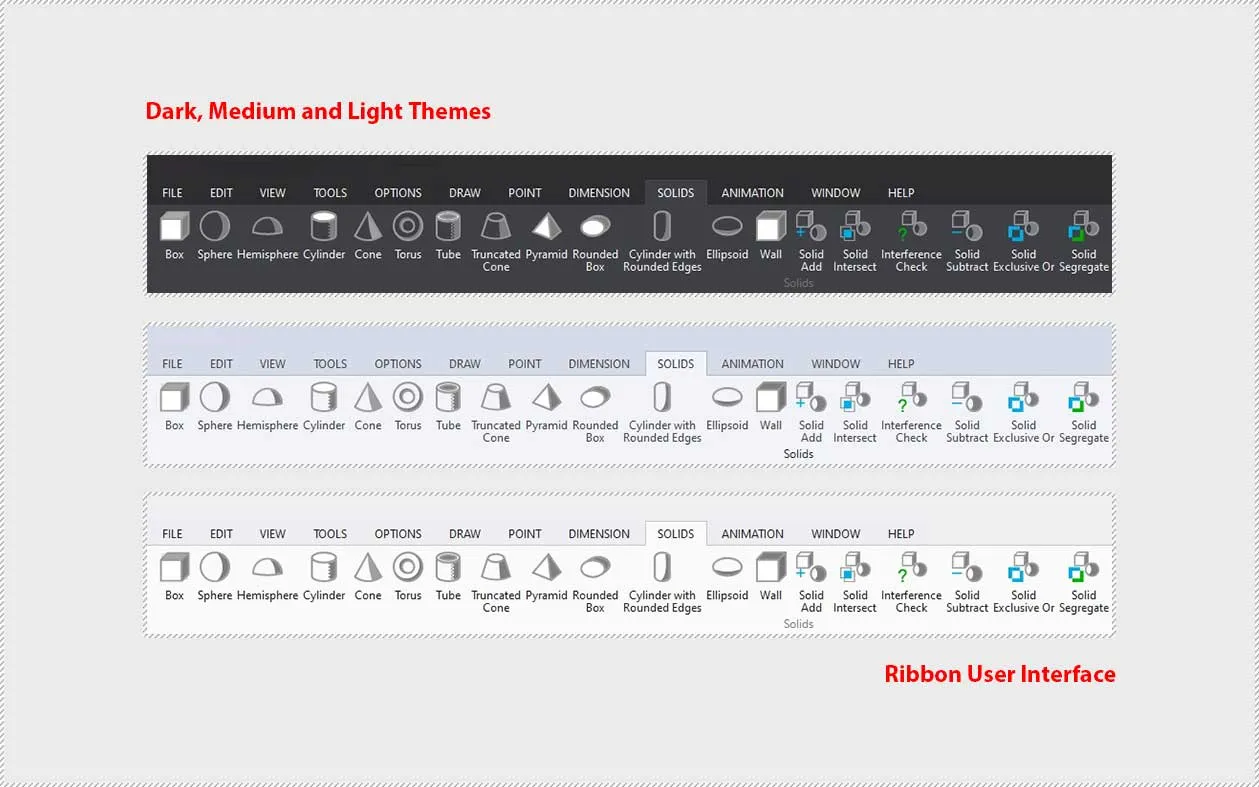 Dark, Medium and Light Themes
FILE EDIT VIEW TOOLS OPTIONS DRAW POINT DIMENSION SOLIDS ANIMATION WINDOW HELP
Box Sphere Hemisphere Cylinder Cone Torus Tube Truncated Pyramid Rounded Cylinder with Ellipsoid Wall Solid Solid Interference Solid Solid Solid
Cone Box Rounded Edges Add Intersect Check Subtract Exclusive Or Segregate
Solids
FILE EDIT VIEW TOOLS OPTIONS DRAW POINT DIMENSION SOLIDS ANIMATION WINDOW HELP
Box Sphere Hemisphere Cylinder Cone Torus Tube Truncated Pyramid Rounded Cylinder with Ellipsoid Wall Solid Solid Interference Solid Solid Solid
Cone Box Rounded Edges Add Intersect Check Subtract Exclusive Or Segregate
Solids
FILE EDIT VIEW TOOLS OPTIONS DRAW POINT DIMENSION SOLIDS ANIMATION WINDOW HELP
Box Sphere Hemisphere Cylinder Cone Torus Tube Truncated Pyramid Rounded Cylinder with Ellipsoid Wall Solid Solid Interference Solid Solid Solid
Cone Box Rounded Edges Add Intersect Check Subtract Exclusive Or Segregate
Solids
Ribbon User Interface